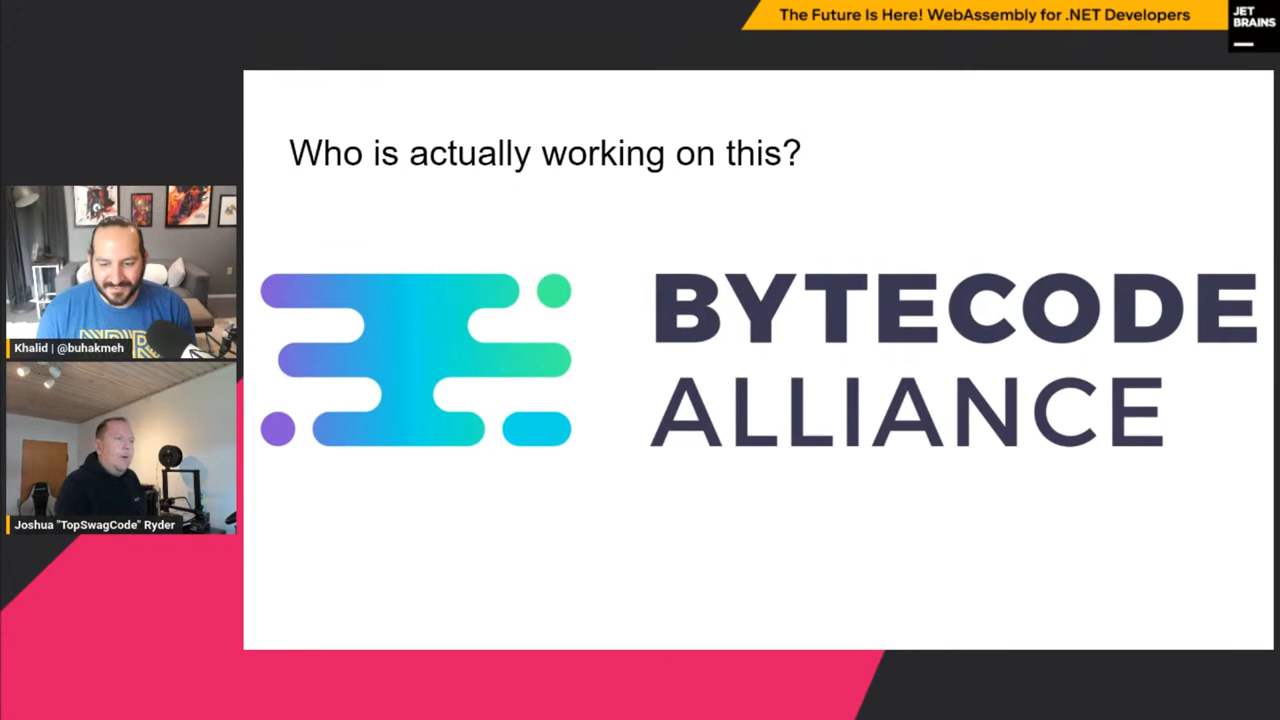 The Future Is Here! WebAssembly for .NET Developers
JET
BRAINS
Who is actually working on this?
BYTECODE
ALLIANCE
Khalid | @buhakmeh
Joshua "TopSwagCode" Ryder